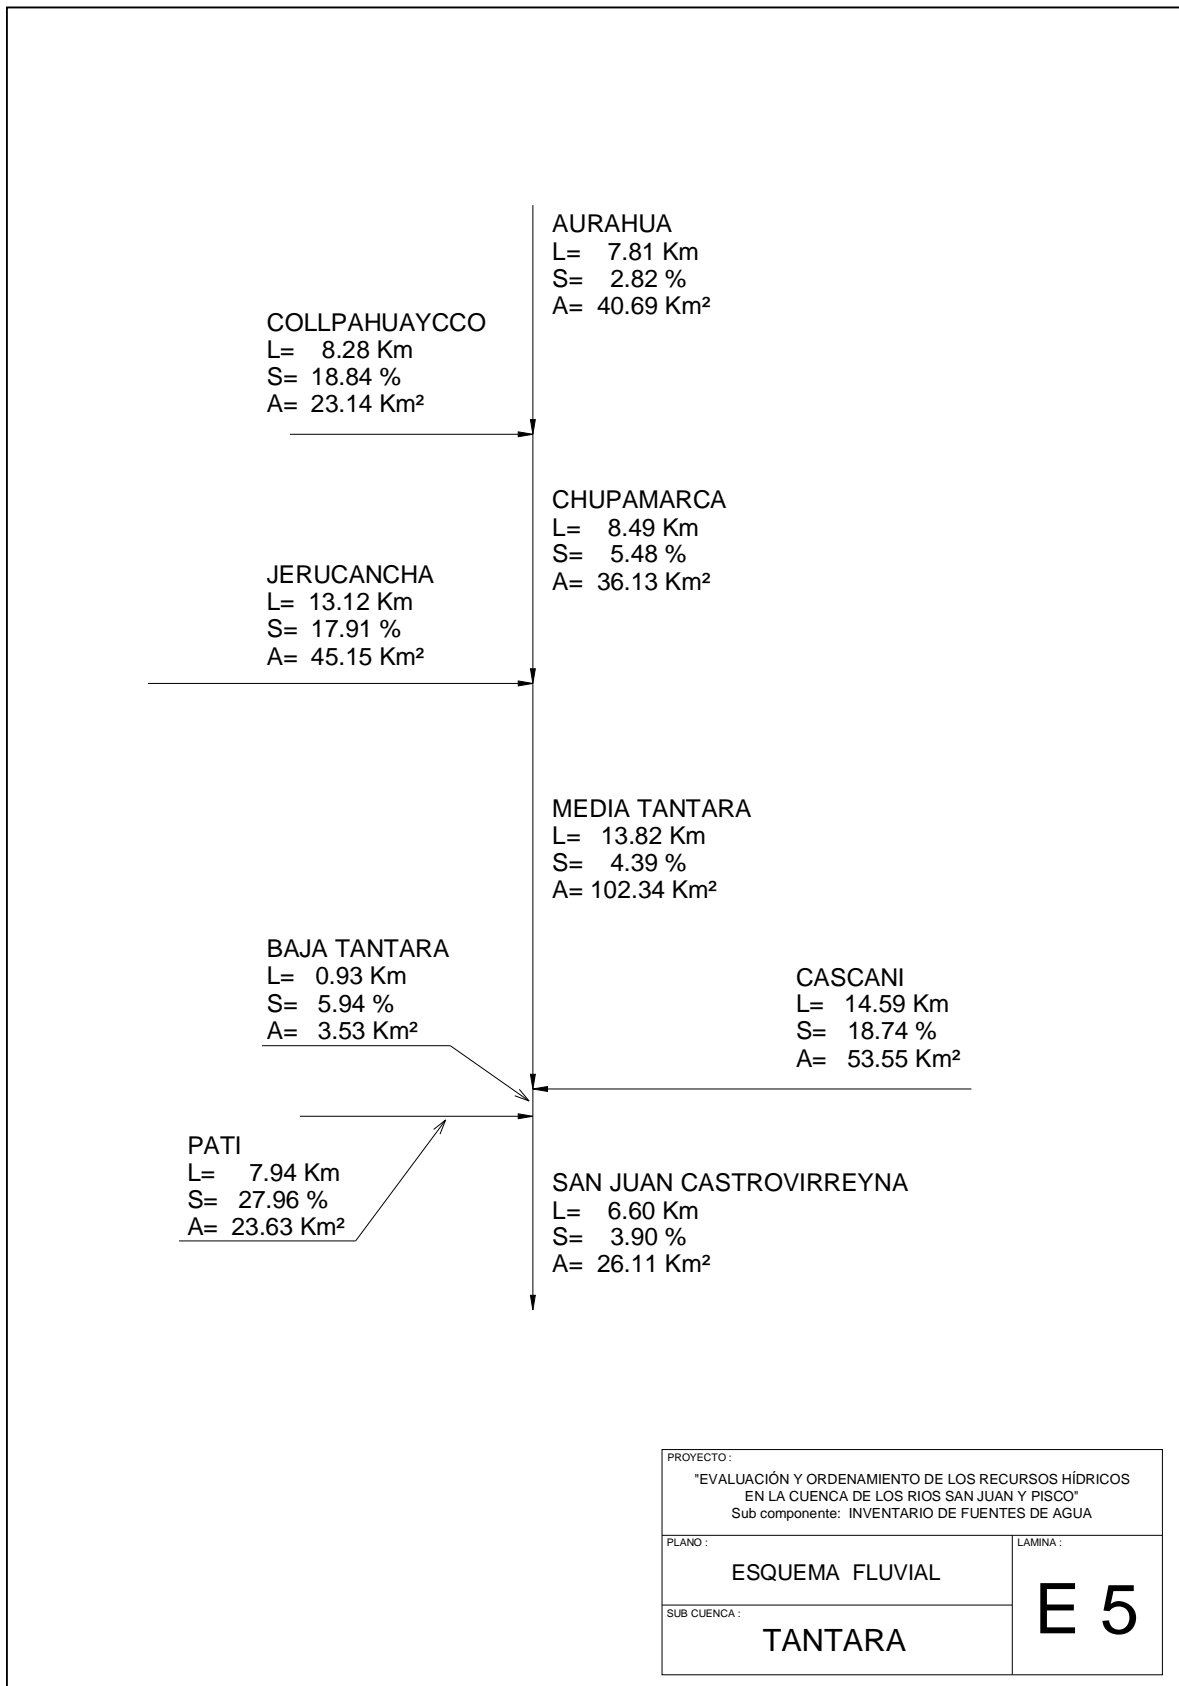 AURAHUA
L= 7.81 Km
S= 2.82 %
A= 40.69 Km²
COLLPAHUAYCCO
L= 8.28 Km
S= 18.84 %
A= 23.14 Km²
CHUPAMARCA
L= 8.49 Km
S= 5.48 %
A= 36.13 Km²
JERUCANCHA
L= 13.12 Km
S= 17.91 %
A= 45.15 Km²
MEDIA TANTARA
L= 13.82 Km
S= 4.39 %
A= 102.34 Km²
BAJA TANTARA
L= 0.93 Km
S= 5.94 %
A= 3.53 Km²
CASCANI
L= 14.59 Km
S= 18.74 %
A= 53.55 Km²
PATI
L= 7.94 Km
S= 27.96 %
A= 23.63 Km²
SAN JUAN CASTROVIRREYNA
L= 6.60 Km
S= 3.90 %
A= 26.11 Km²
PROYECTO :
"EVALUACIÓN Y ORDENAMIENTO DE LOS RECURSOS HÍDRICOS
EN LA CUENCA DE LOS RIOS SAN JUAN Y PISCO"
Sub componente: INVENTARIO DE FUENTES DE AGUA
PLANO :
ESQUEMA FLUVIAL
LAMINA :
E 5
SUB CUENCA :
TANTARA